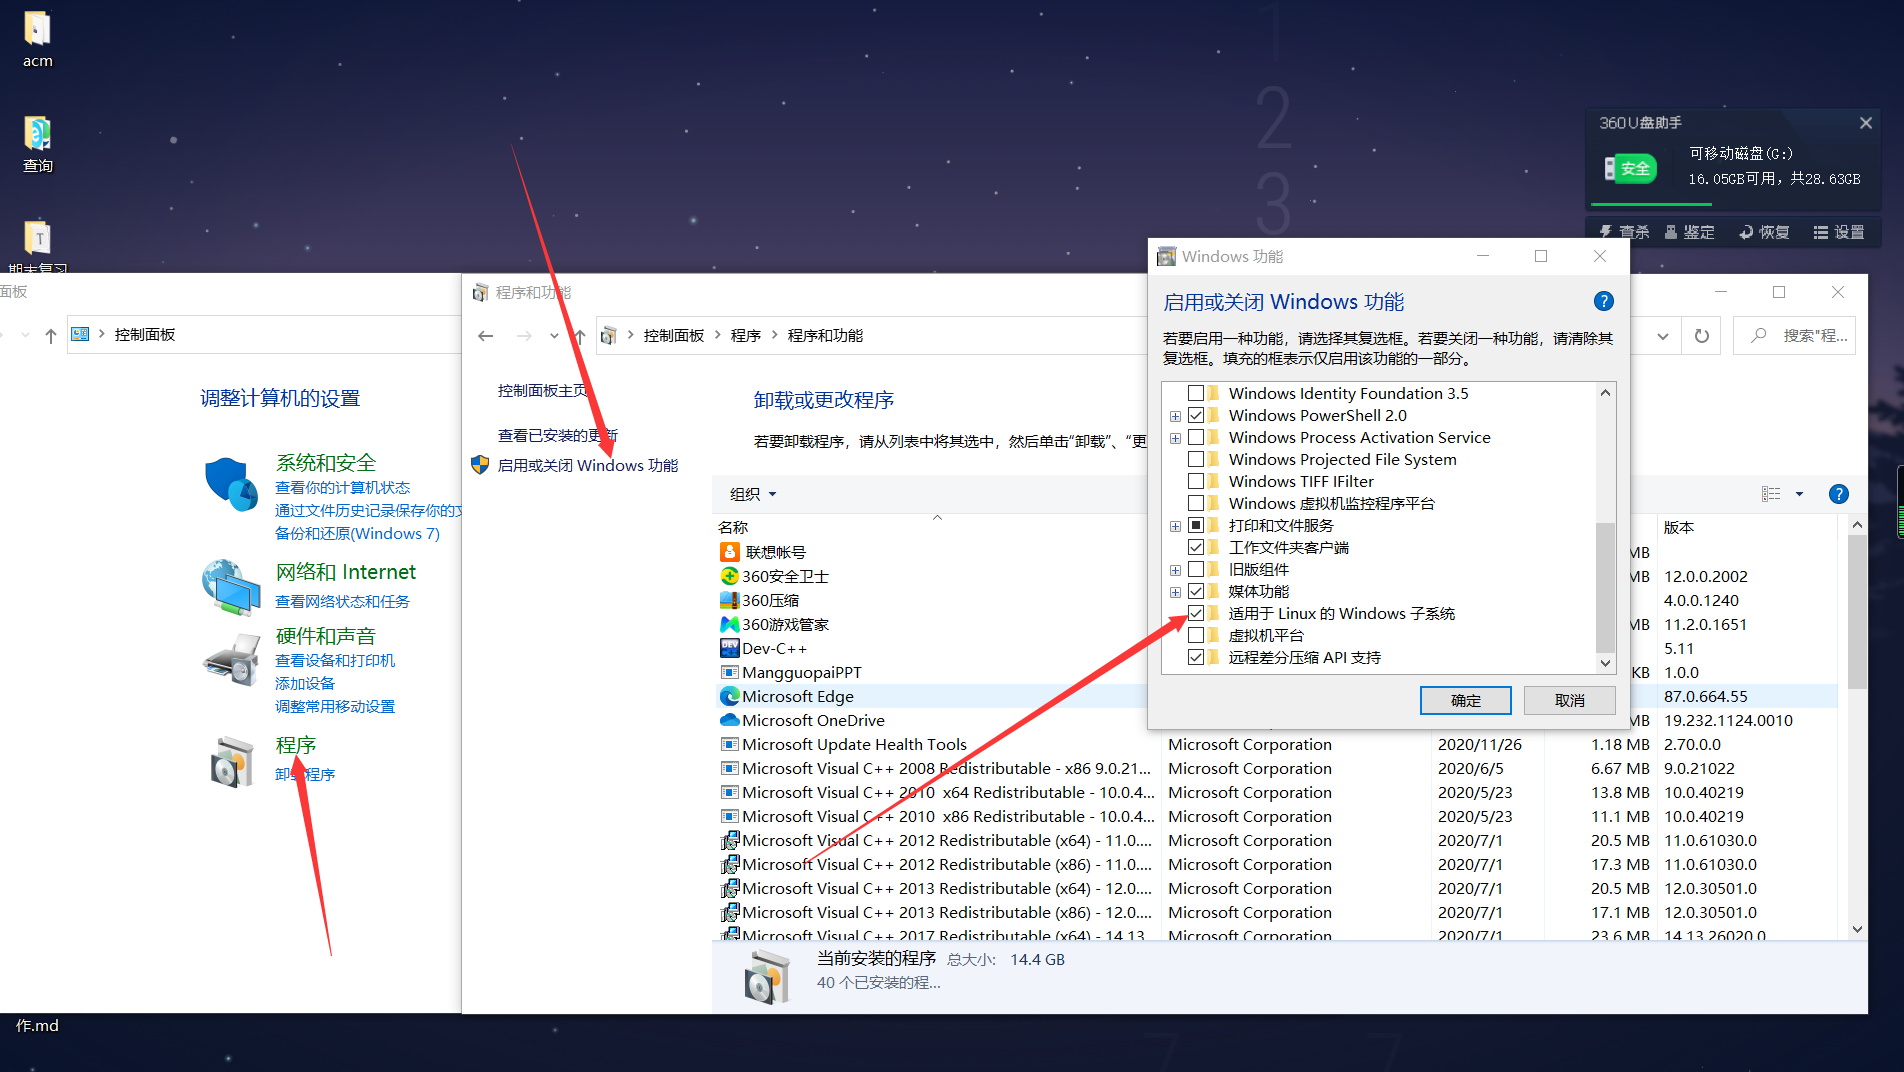 acm
查询
期末复习
作.md
1
2
3
360U盘助手
安全
可移动磁盘(G:)
16.05GB可用，共28.63GB
查杀
鉴定
恢复
设置
面板
控制面板
调整计算机的设置
系统和安全
查看你的计算机状态
通过文件历史记录保存你的文
备份和还原(Windows 7)
网络和 Internet
查看网络状态和任务
硬件和声音
查看设备和打印机
添加设备
调整常用移动设置
程序
卸载程序
程序和功能
控制面板 程序 程序和功能
搜索"程...
控制面板主页
查看已安装的更新
启用或关闭 Windows 功能
卸载或更改程序
若要卸载程序，请从列表中将其选中，然后单击“卸载”、“更
组织
名称
版本
联想帐号 MB
360安全卫士 MB 12.0.0.2002
360压缩 4.0.0.1240
360游戏管家 MB 11.2.0.1651
Dev-C++ 5.11
MangguopaiPPT KB 1.0.0
Microsoft Edge 87.0.664.55
Microsoft OneDrive MB 19.232.1124.0010
Microsoft Update Health Tools Microsoft Corporation 2020/11/26 1.18 MB 2.70.0.0
Microsoft Visual C++ 2008 Redistributable - x86 9.0.21... Microsoft Corporation 2020/6/5 6.67 MB 9.0.21022
Microsoft Visual C++ 2010 x64 Redistributable - 10.0.4... Microsoft Corporation 2020/5/23 13.8 MB 10.0.40219
Microsoft Visual C++ 2010 x86 Redistributable - 10.0.4... Microsoft Corporation 2020/5/23 11.1 MB 10.0.40219
Microsoft Visual C++ 2012 Redistributable (x64) - 11.0.... Microsoft Corporation 2020/7/1 20.5 MB 11.0.61030.0
Microsoft Visual C++ 2012 Redistributable (x86) - 11.0.... Microsoft Corporation 2020/7/1 17.3 MB 11.0.61030.0
Microsoft Visual C++ 2013 Redistributable (x64) - 12.0.... Microsoft Corporation 2020/7/1 20.5 MB 12.0.30501.0
Microsoft Visual C++ 2013 Redistributable (x86) - 12.0.... Microsoft Corporation 2020/7/1 17.1 MB 12.0.30501.0
Microsoft Visual C++ 2017 Redistributable (x64) - 14.13 Microsoft Corporation 2020/7/1 23.6 MB 14.13.26020.0
当前安装的程序 总大小: 14.4 GB
40 个已安装的程...
Windows 功能
启用或关闭 Windows 功能
若要启用一种功能，请选择其复选框。若要关闭一种功能，请清除其
复选框。填充的框表示仅启用该功能的一部分。
Windows Identity Foundation 3.5
Windows PowerShell 2.0
Windows Process Activation Service
Windows Projected File System
Windows TIFF IFilter
Windows 虚拟机监控程序平台
打印和文件服务
工作文件夹客户端
旧版组件
媒体功能
适用于 Linux 的 Windows 子系统
虚拟机平台
远程差分压缩 API 支持
确定
取消